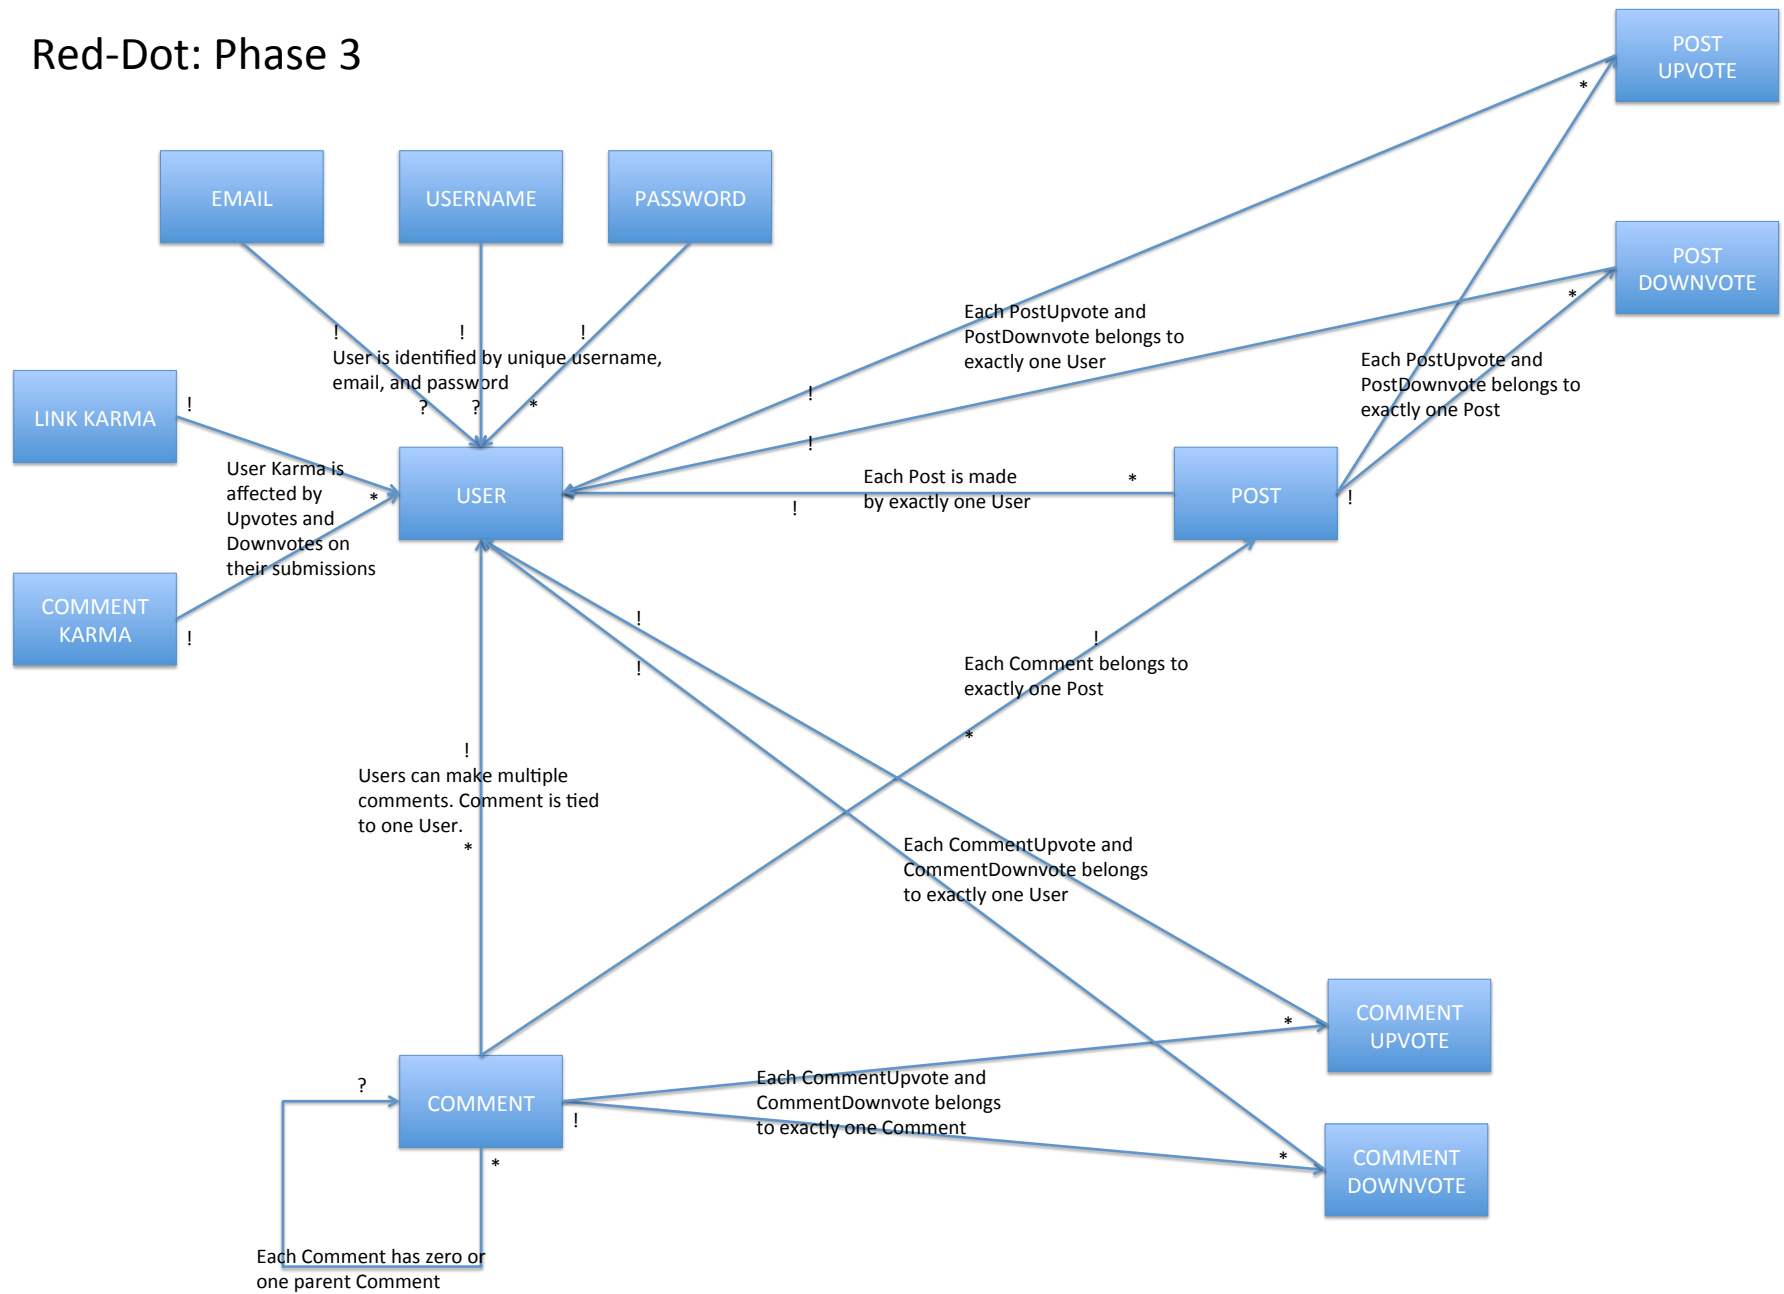 Red-Dot: Phase 3
POST
UPVOTE
*
EMAIL
USERNAME
PASSWORD
POST
DOWNVOTE
*
Each PostUpvote and
PostDownvote belongs to
exactly one User
!
!
!
User is identified by unique username,
email, and password
?
?
*
Each PostUpvote and
PostDownvote belongs to
exactly one Post
!
!
LINK KARMA
!
User Karma is
affected by
Upvotes and
Downvotes on
their submissions
*
USER
Each Post is made
by exactly one User
*
!
POST
!
COMMENT
KARMA
!
!
!
!
Each Comment belongs to
exactly one Post
*
!
Users can make multiple
comments. Comment is tied
to one User.
*
Each CommentUpvote and
CommentDownvote belongs
to exactly one User
COMMENT
UPVOTE
*
?
COMMENT
!
Each CommentUpvote and
CommentDownvote belongs
to exactly one Comment
*
*
COMMENT
DOWNVOTE
Each Comment has zero or
one parent Comment